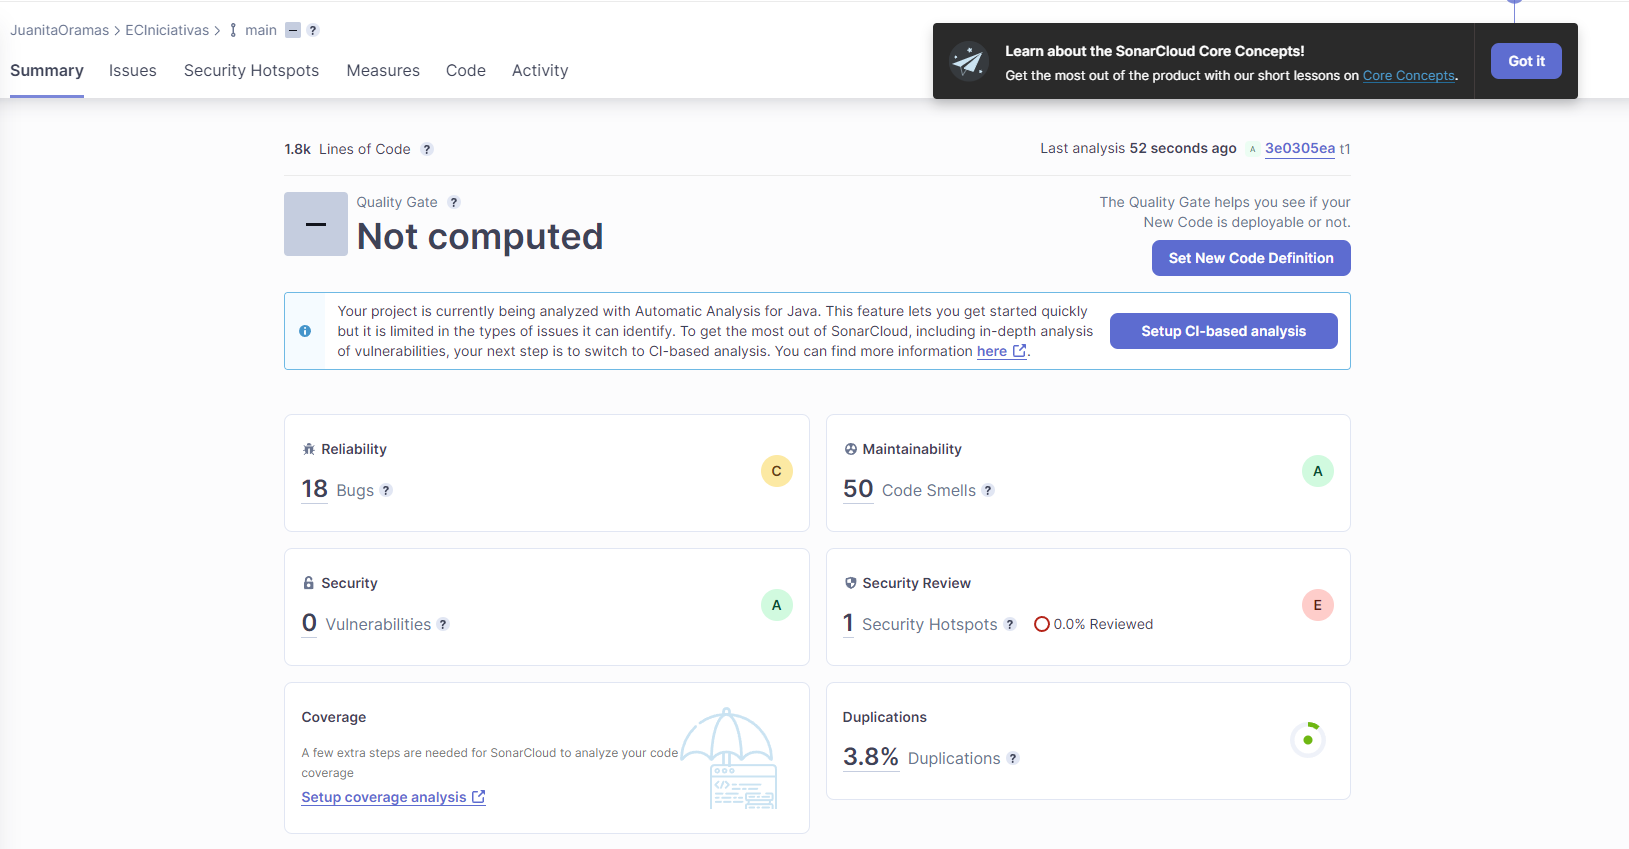 JuanitaOramas > ECIniciativas > main – ?
Learn about the SonarCloud Core Concepts!
Get the most out of the product with our short lessons on Core Concepts.
Got it
Summary Issues Security Hotspots Measures Code Activity
1.8k Lines of Code ?
Last analysis 52 seconds ago A 3e0305ea t1
Quality Gate ?
Not computed
The Quality Gate helps you see if your
New Code is deployable or not.
Set New Code Definition
Your project is currently being analyzed with Automatic Analysis for Java. This feature lets you get started quickly
but it is limited in the types of issues it can identify. To get the most out of SonarCloud, including in-depth analysis
of vulnerabilities, your next step is to switch to CI-based analysis. You can find more information here.
Setup CI-based analysis
Reliability
18 Bugs ?
C
Maintainability
50 Code Smells ?
A
Security
0 Vulnerabilities ?
A
Security Review
1 Security Hotspots ? 0.0% Reviewed
E
Coverage
A few extra steps are needed for SonarCloud to analyze your code
coverage
Setup coverage analysis
Duplications
3.8% Duplications ?